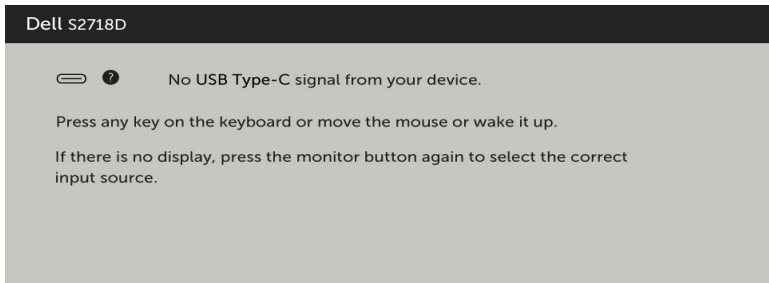 Dell S2718D
? No USB Type-C signal from your device.
Press any key on the keyboard or move the mouse or wake it up.
If there is no display, press the monitor button again to select the correct
input source.